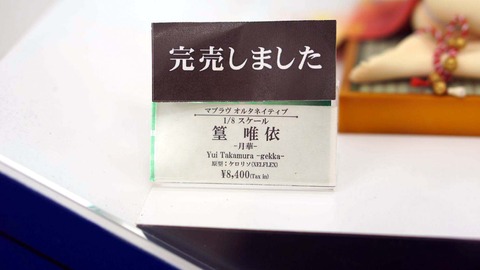 完売しました
マブラヴ オルタネイティブ
1/8 スケール
篁 唯依
-月華-
Yui Takamura -gekka-
原型：ケロリソ(VELFLEX)
¥8,400(Tax in)